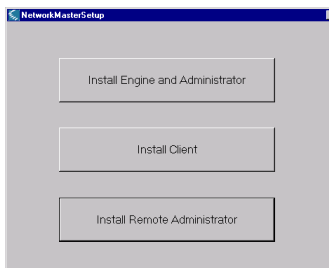 NetworkMasterSetup
Install Engine and Administrator
Install Client
Install Remote Administrator